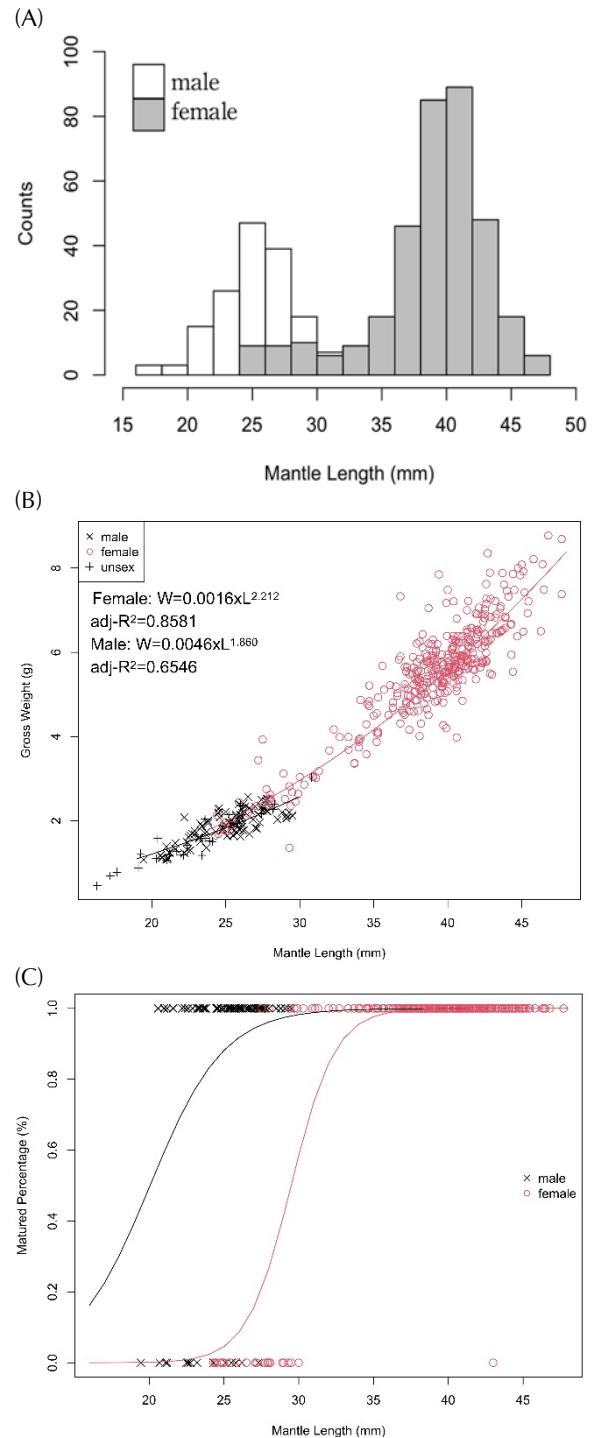 (A)
100
80
60
40
20
0
Counts
male
female
15 20 25 30 35 40 45 50
Mantle Length (mm)
(B)
× male
○ female
+ unsex
Female: W=0.0016xL^2.212
adj-R²=0.8581
Male: W=0.0046xL^1.860
adj-R²=0.6546
8
6
4
2
Gross Weight (g)
20 25 30 35 40 45
Mantle Length (mm)
(C)
1.0
0.8
0.6
0.4
0.2
0.0
Matured Percentage (%)
× male
○ female
20 25 30 35 40 45
Mantle Length (mm)